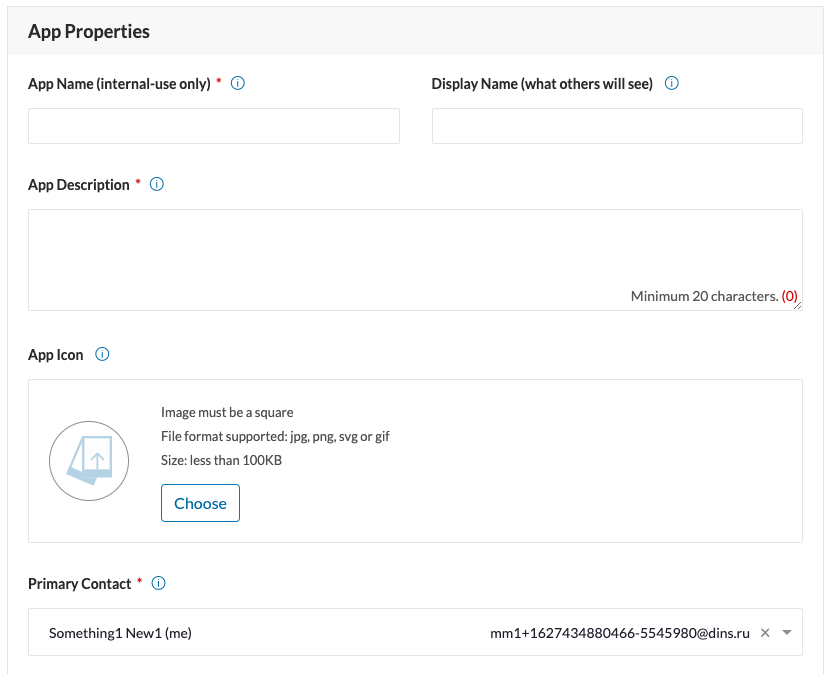 App Properties
App Name (internal-use only) *
Display Name (what others will see)
App Description *
Minimum 20 characters. (0)
App Icon
Image must be a square
File format supported: jpg, png, svg or gif
Size: less than 100KB
Choose
Primary Contact *
Something1 New1 (me) mm1+1627434880466-5545980@dins.ru